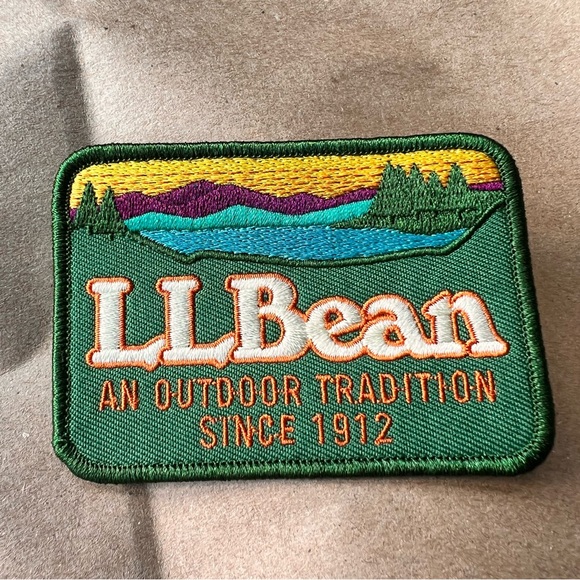 LLBean
AN OUTDOOR TRADITION
SINCE 1912